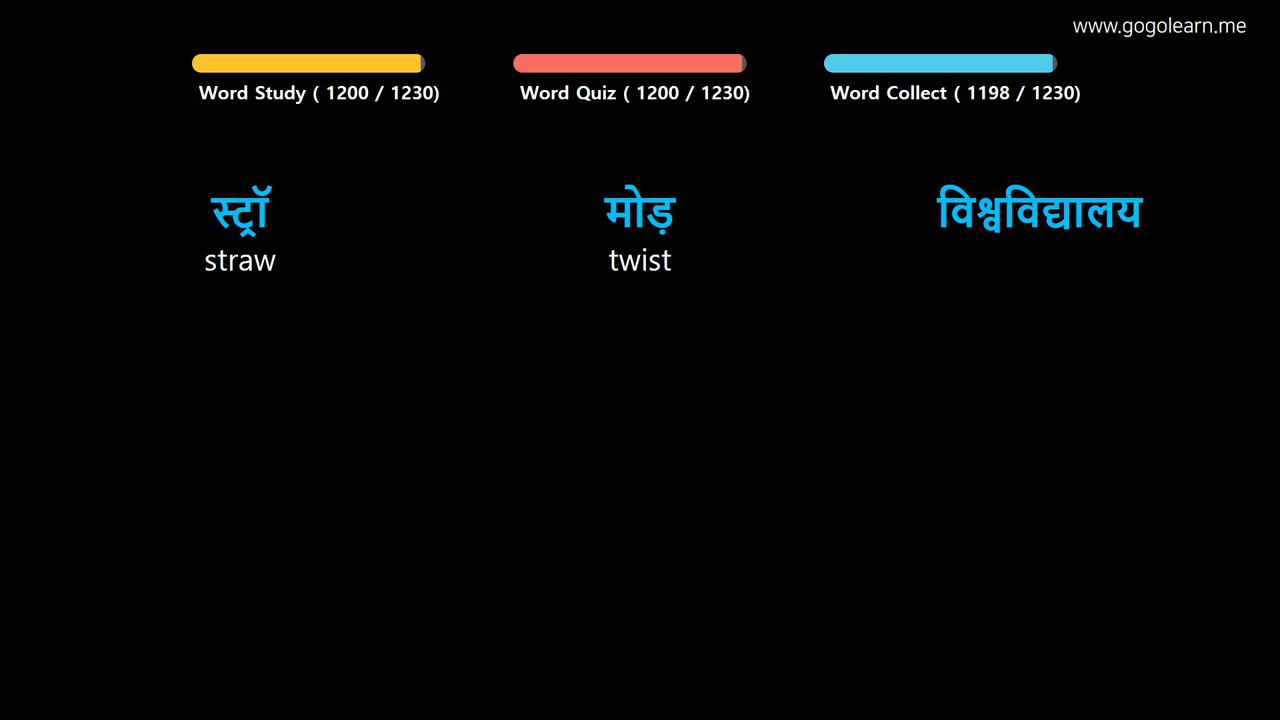 www.gogolearn.me
Word Study ( 1200 / 1230)
Word Quiz ( 1200 / 1230)
Word Collect ( 1198 / 1230)
स्ट्रॉ
straw
मोड़
twist
विश्वविद्यालय